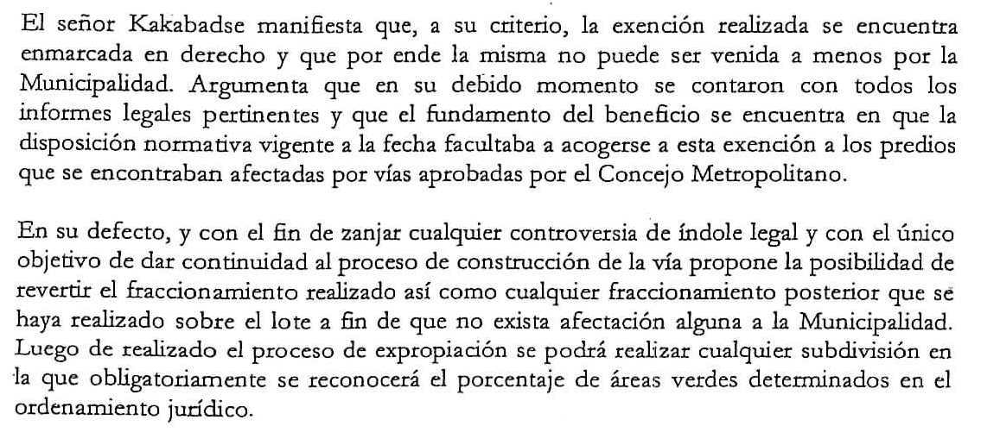 El señor Kakabadse manifiesta que, a su criterio, la exención realizada se encuentra
enmarcada en derecho y que por ende la misma no puede ser venida a menos por la
Municipalidad. Argumenta que en su debido momento se contaron con todos los
informes legales pertinentes y que el fundamento del beneficio se encuentra en que la
disposición normativa vigente a la fecha facultaba a acogerse a esta exención a los predios
que se encontraban afectadas por vías aprobadas por el Concejo Metropolitano.
En su defecto, y con el fin de zanjar cualquier controversia de índole legal y con el único
objetivo de dar continuidad al proceso de construcción de la vía propone la posibilidad de
revertir el fraccionamiento realizado así como cualquier fraccionamiento posterior que se
haya realizado sobre el lote a fin de que no exista afectación alguna a la Municipalidad.
Luego de realizado el proceso de expropiación se podrá realizar cualquier subdivisión en
la que obligatoriamente se reconocerá el porcentaje de áreas verdes determinados en el
ordenamiento jurídico.